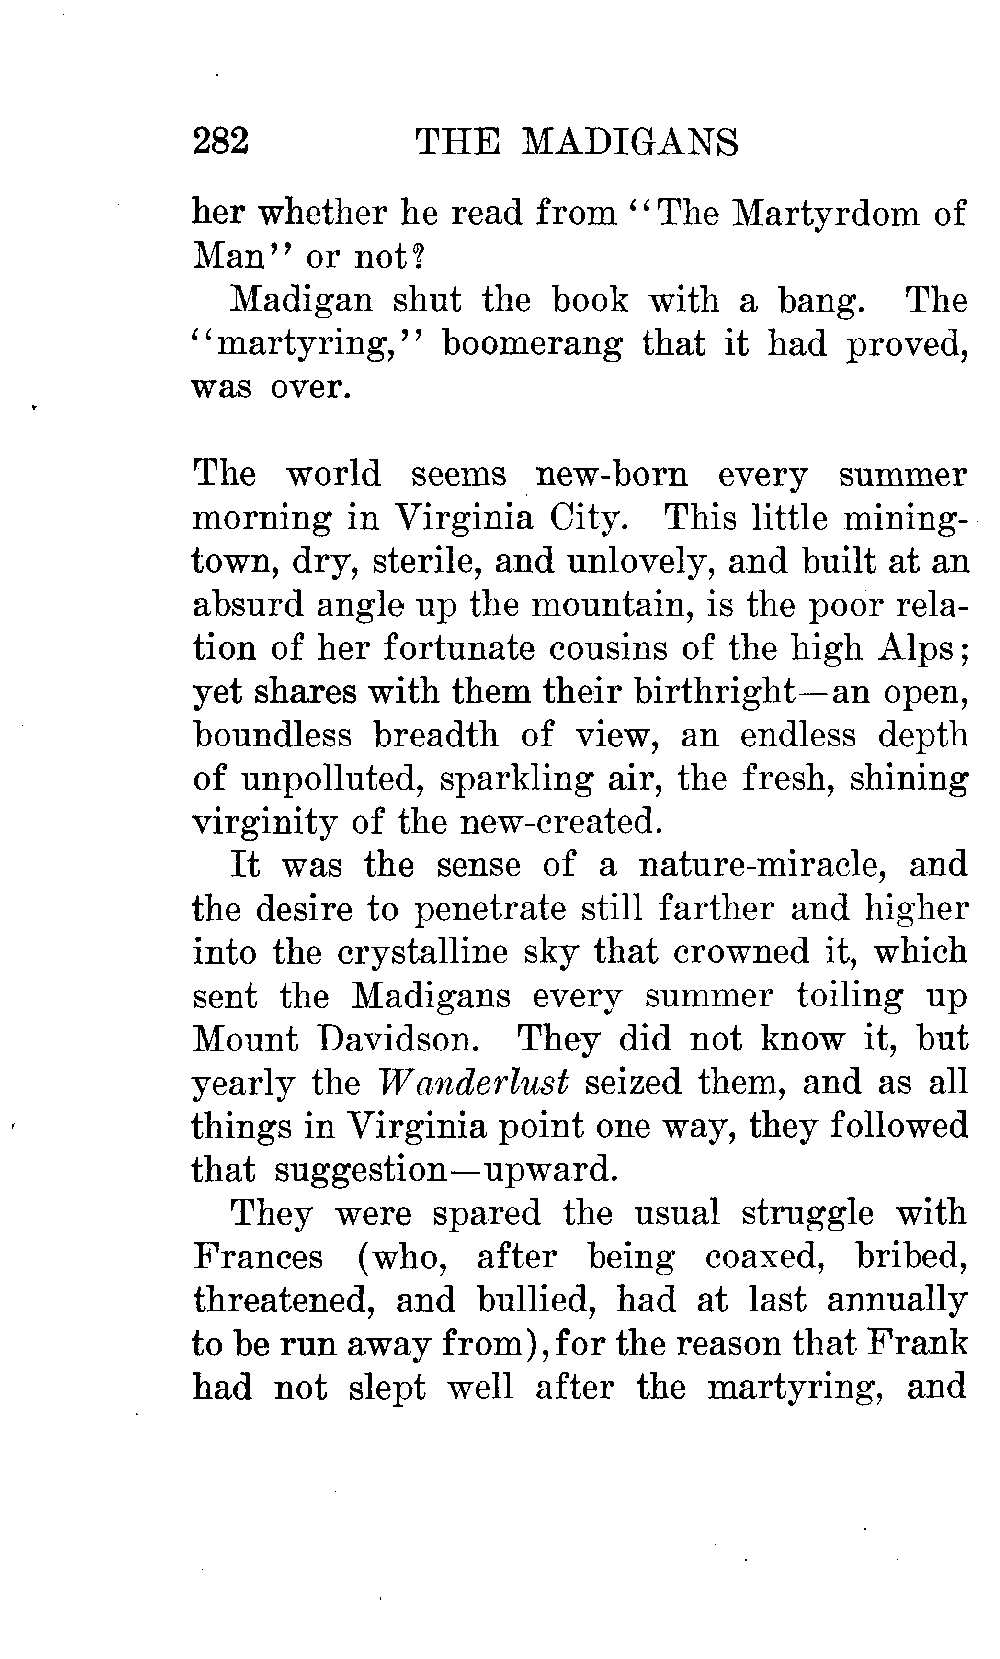 282 THE MADIGANS
her whether he read from "The Martyrdom of
Man" or not?
Madigan shut the book with a bang. The
"martyring," boomerang that it had proved,
was over.
The world seems new-born every summer
morning in Virginia City. This little mining-
town, dry, sterile, and unlovely, and built at an
absurd angle up the mountain, is the poor rela-
tion of her fortunate cousins of the high Alps;
yet shares with them their birthright—an open,
boundless breadth of view, an endless depth
of unpolluted, sparkling air, the fresh, shining
virginity of the new-created.
It was the sense of a nature-miracle, and
the desire to penetrate still farther and higher
into the crystalline sky that crowned it, which
sent the Madigans every summer toiling up
Mount Davidson. They did not know it, but
yearly the Wanderlust seized them, and as all
things in Virginia point one way, they followed
that suggestion—upward.
They were spared the usual struggle with
Frances (who, after being coaxed, bribed,
threatened, and bullied, had at last annually
to be run away from), for the reason that Frank
had not slept well after the martyring, and